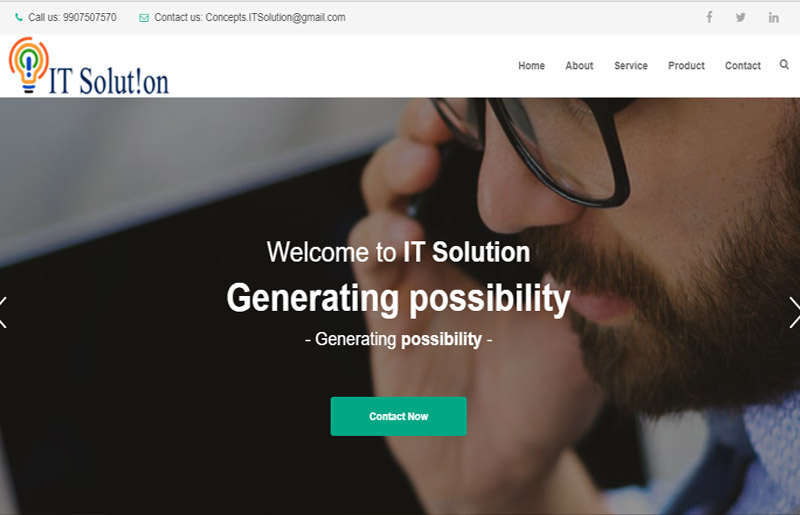 Call us: 9907507570 Contact us: Concepts.ITSolution@gmail.com
IT Solut!on
Home About Service Product Contact
Welcome to IT Solution
Generating possibility
- Generating possibility -
Contact Now